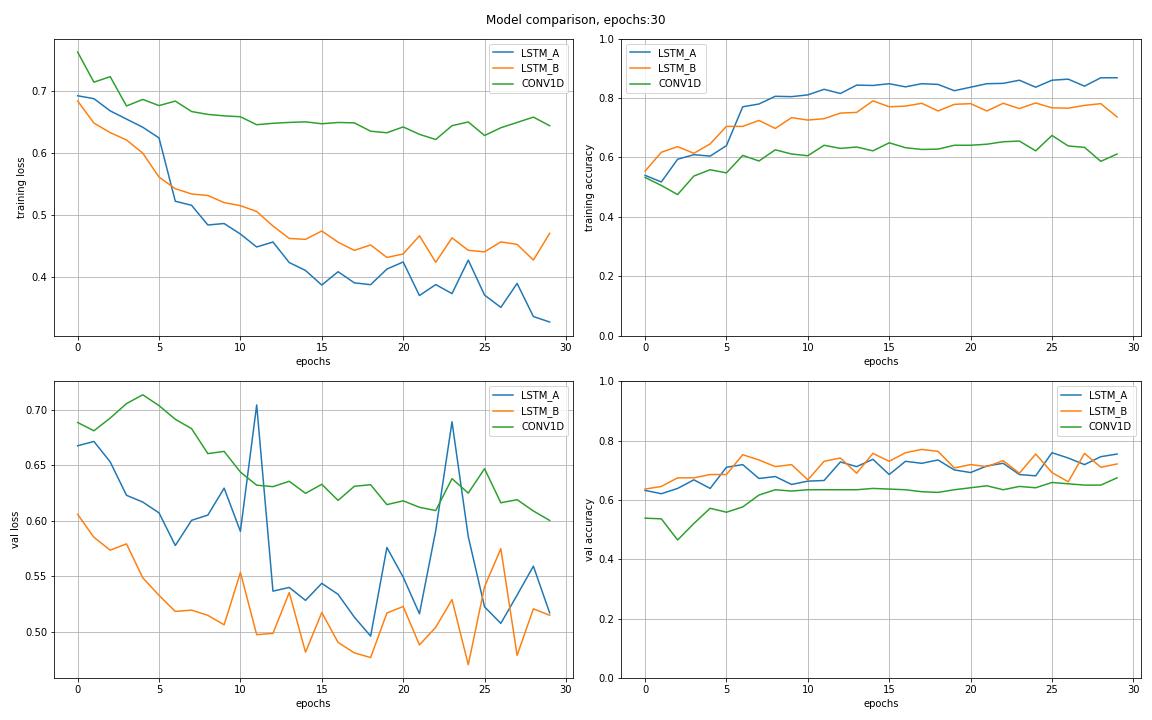 Model comparison, epochs:30
training loss
0.7
0.6
0.5
0.4
0
5
10
15
20
25
30
epochs
LSTM_A
LSTM_B
CONV1D
training accuracy
1.0
0.8
0.6
0.4
0.2
0.0
0
5
10
15
20
25
30
epochs
LSTM_A
LSTM_B
CONV1D
val loss
0.70
0.65
0.60
0.55
0.50
0
5
10
15
20
25
30
epochs
LSTM_A
LSTM_B
CONV1D
val accuracy
1.0
0.8
0.6
0.4
0.2
0.0
0
5
10
15
20
25
30
epochs
LSTM_A
LSTM_B
CONV1D